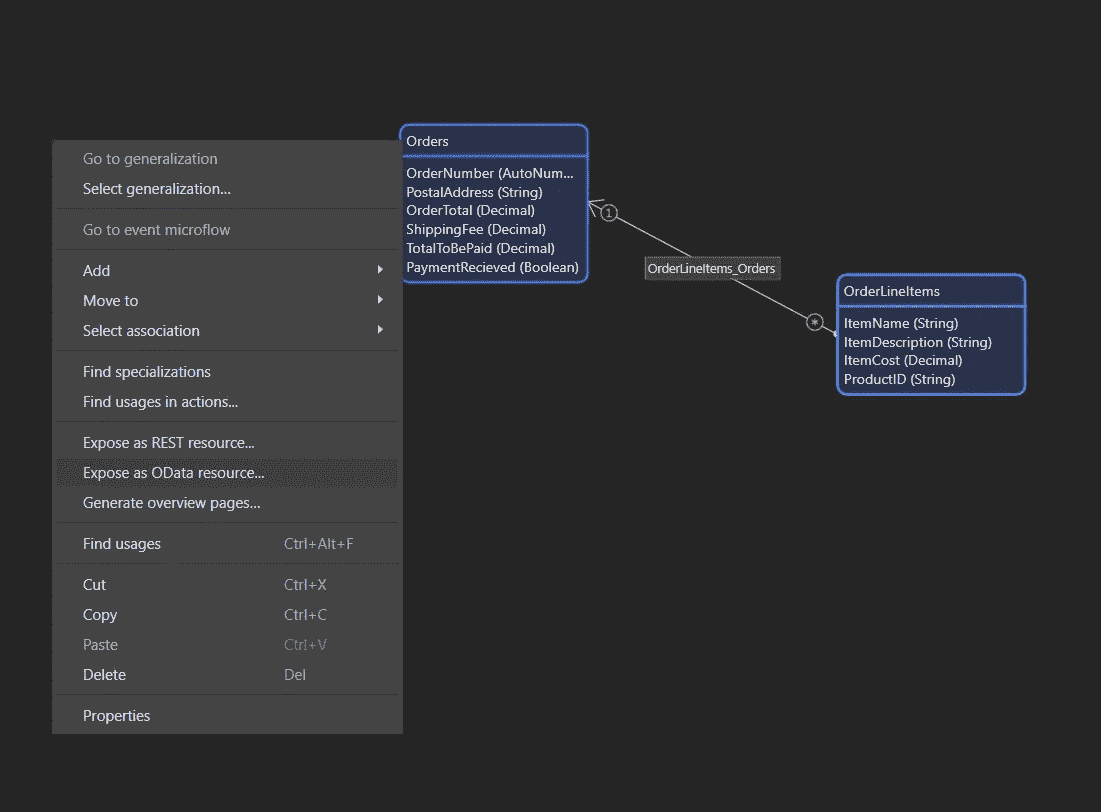 Go to generalization
Select generalization...
Go to event microflow
Add
Move to
Select association
Find specializations
Find usages in actions...
Expose as REST resource...
Expose as OData resource...
Generate overview pages...
Find usages Ctrl+Alt+F
Cut Ctrl+X
Copy Ctrl+C
Paste Ctrl+V
Delete Del
Properties
Orders
OrderNumber (AutoNum...
PostalAddress (String)
OrderTotal (Decimal)
ShippingFee (Decimal)
TotalToBePaid (Decimal)
PaymentRecieved (Boolean)
1
OrderLineItems_Orders
*
OrderLineItems
ItemName (String)
ItemDescription (String)
ItemCost (Decimal)
ProductID (String)